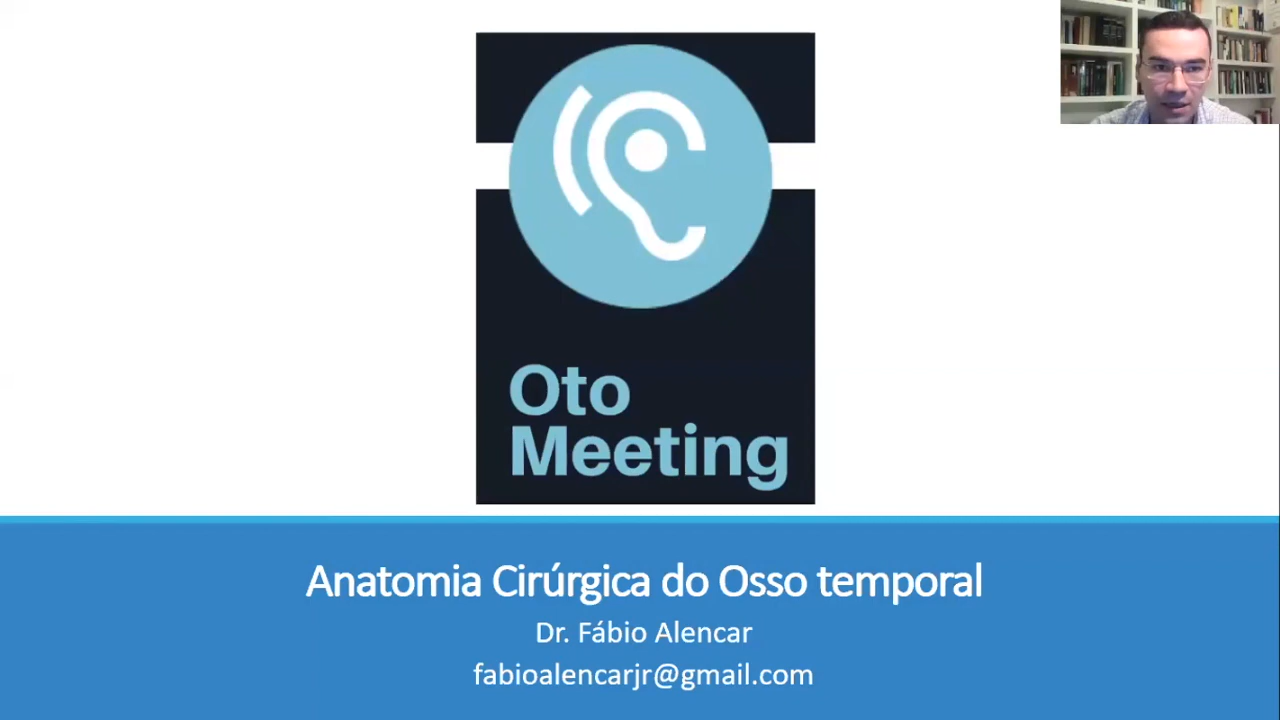 Oto
Meeting
Anatomia Cirúrgica do Osso temporal
Dr. Fábio Alencar
fabioalencarjr@gmail.com